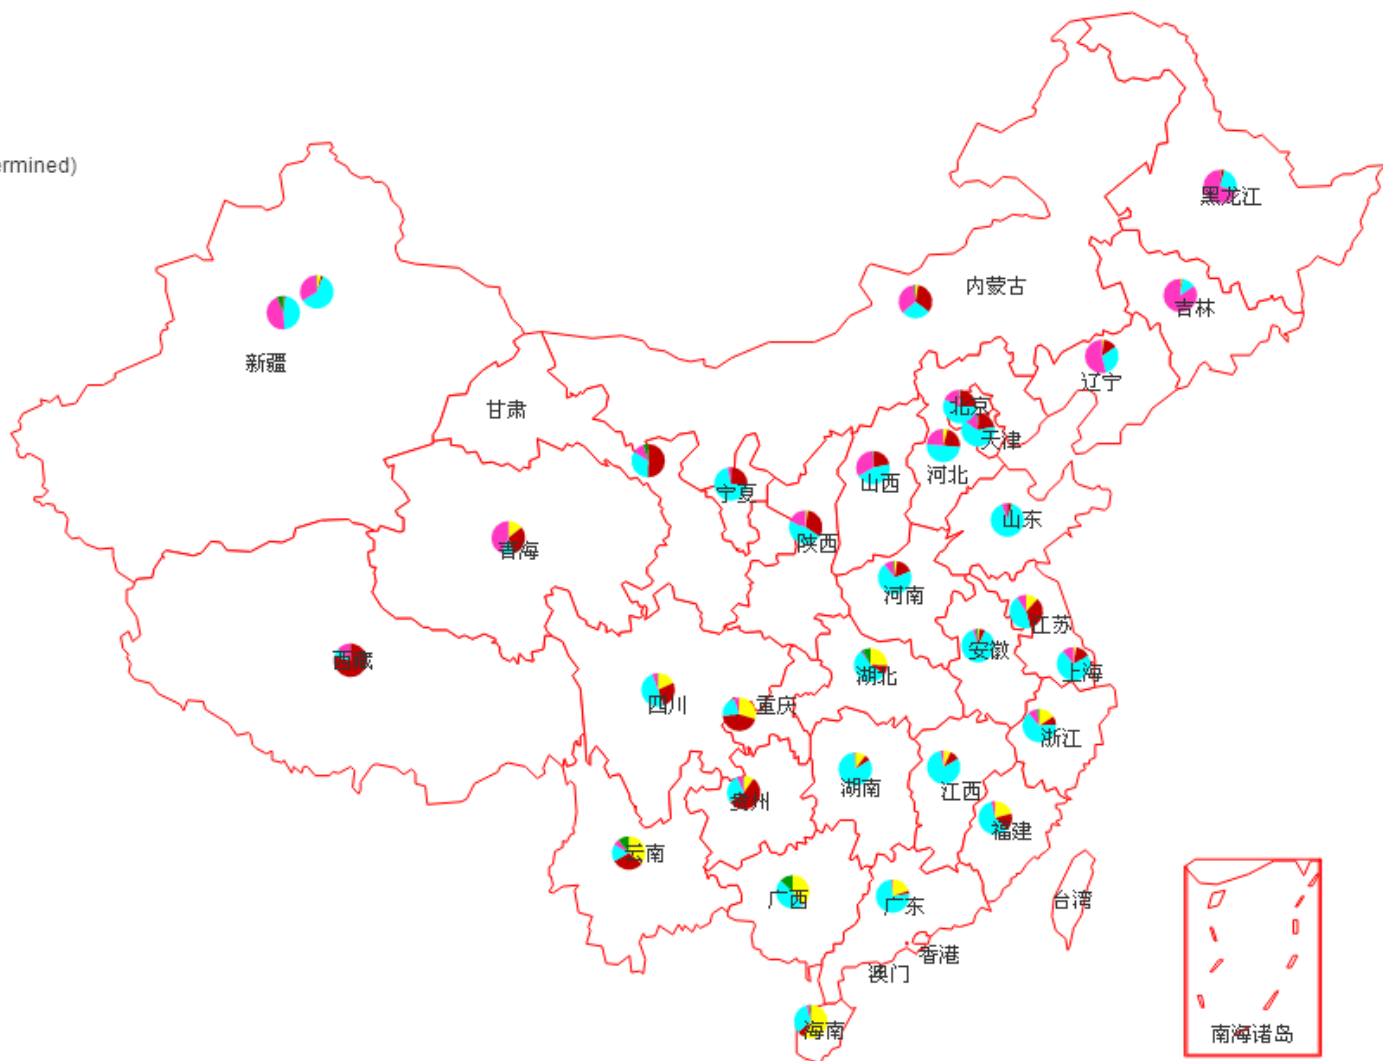 ermined)
黑龙江
内蒙古
吉林
新疆
辽宁
甘肃
北京
天津
河北
山西
宁夏
山东
陕西
青海
河南
江苏
安徽
西藏
上海
湖北
四川
重庆
浙江
湖南
江西
贵州
福建
云南
广西
广东
台湾
香港
澳门
海南
南海诸岛